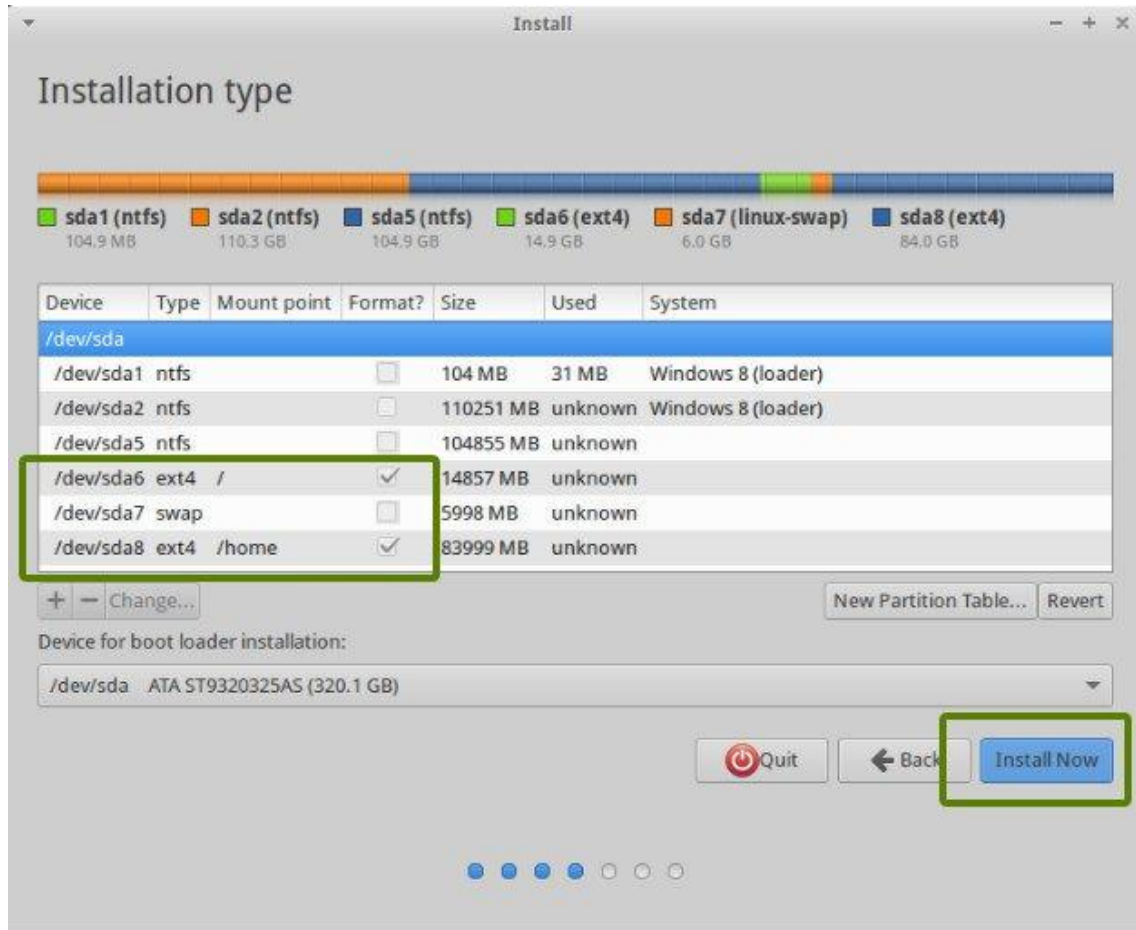 Install
Installation type
sda1 (ntfs) sda2 (ntfs) sda5 (ntfs) sda6 (ext4) sda7 (linux-swap) sda8 (ext4)
104.9 MB 110.3 GB 104.9 GB 14.9 GB 6.0 GB 84.0 GB
Device Type Mount point Format? Size Used System
/dev/sda
/dev/sda1 ntfs 104 MB 31 MB Windows 8 (loader)
/dev/sda2 ntfs 110251 MB unknown Windows 8 (loader)
/dev/sda5 ntfs 104855 MB unknown
/dev/sda6 ext4 / 14857 MB unknown
/dev/sda7 swap 5998 MB unknown
/dev/sda8 ext4 /home 83999 MB unknown
+ − Change... New Partition Table... Revert
Device for boot loader installation:
/dev/sda ATA ST9320325AS (320.1 GB)
Quit Back Install Now